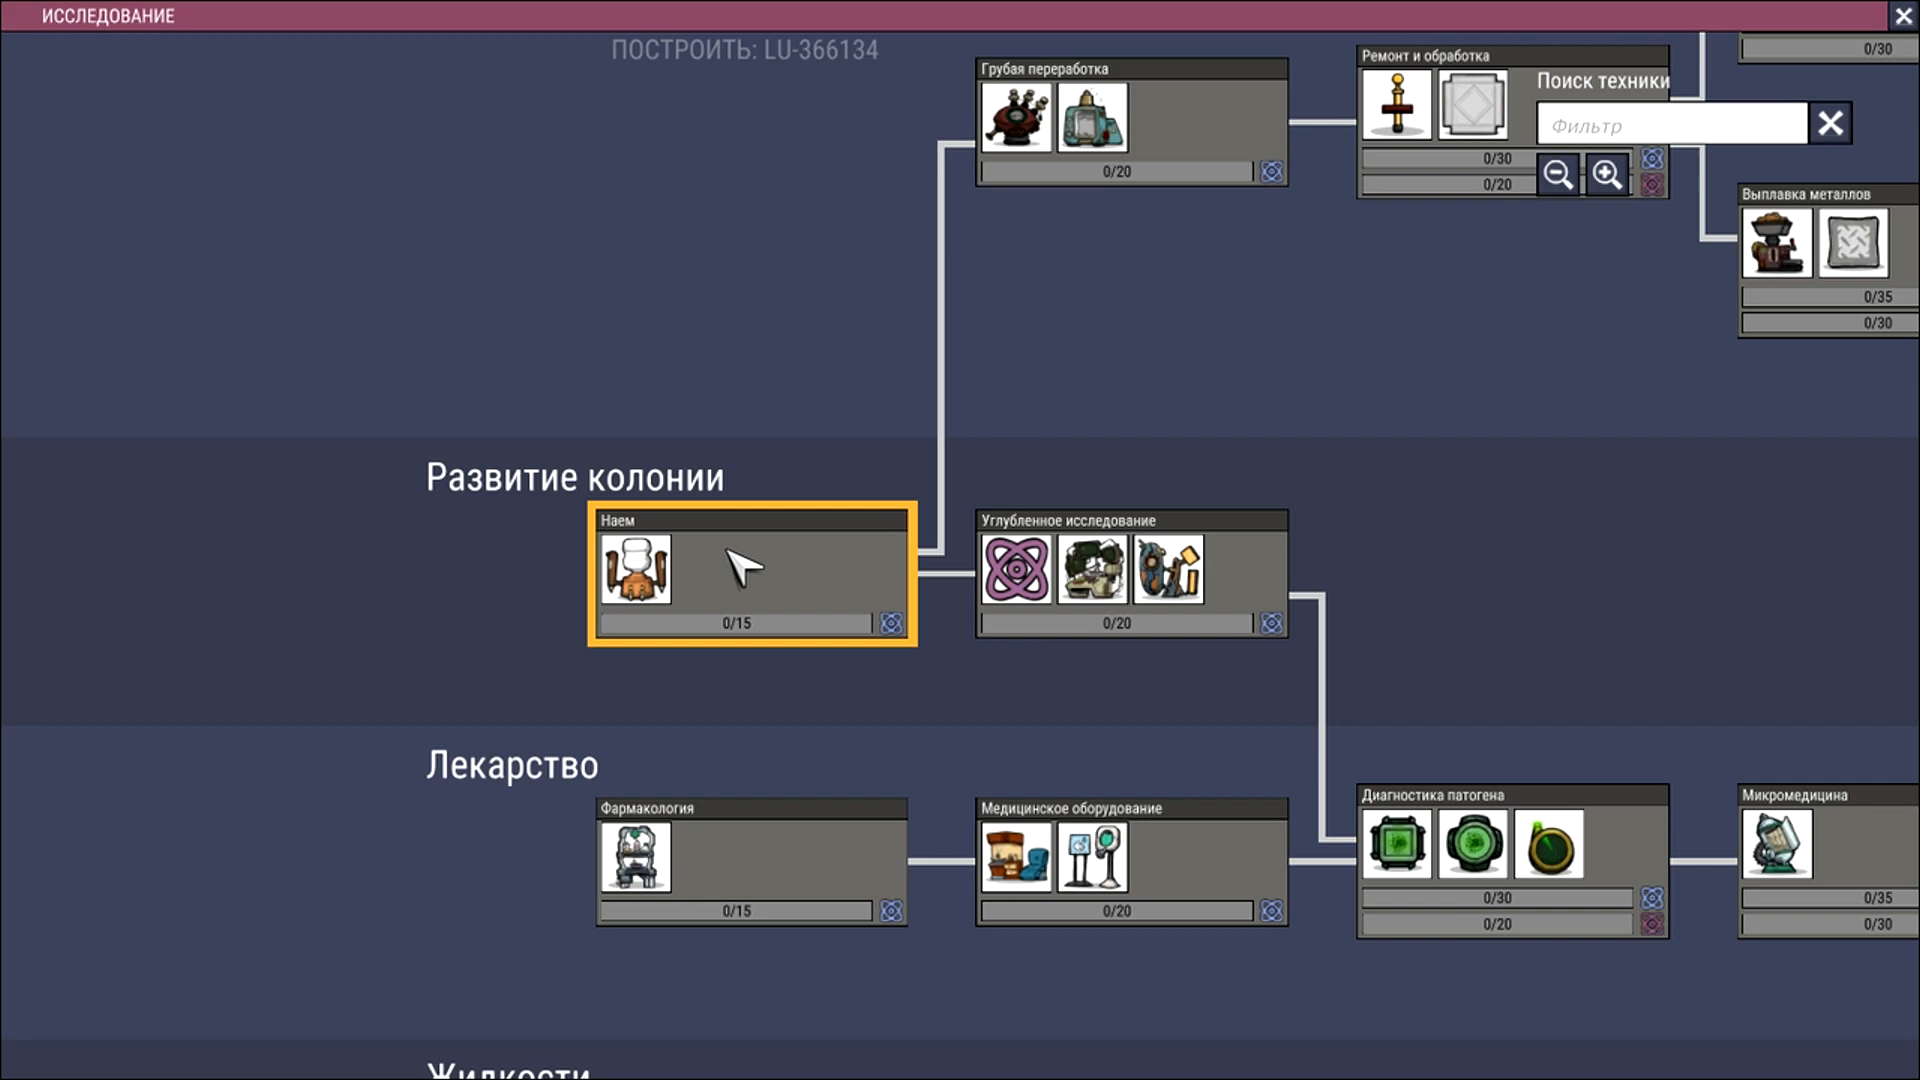 ИССЛЕДОВАНИЕ
ПОСТРОИТЬ: LU-366134
Грубая переработка
0/20
Ремонт и обработка
0/30
0/20
Поиск техники
Фильтр
0/30
Выплавка металлов
0/35
0/30
Развитие колонии
Наем
0/15
Углубленное исследование
0/20
Лекарство
Фармакология
0/15
Медицинское оборудование
0/20
Диагностика патогена
0/30
0/20
Микромедицина
0/35
0/30
Жидкости